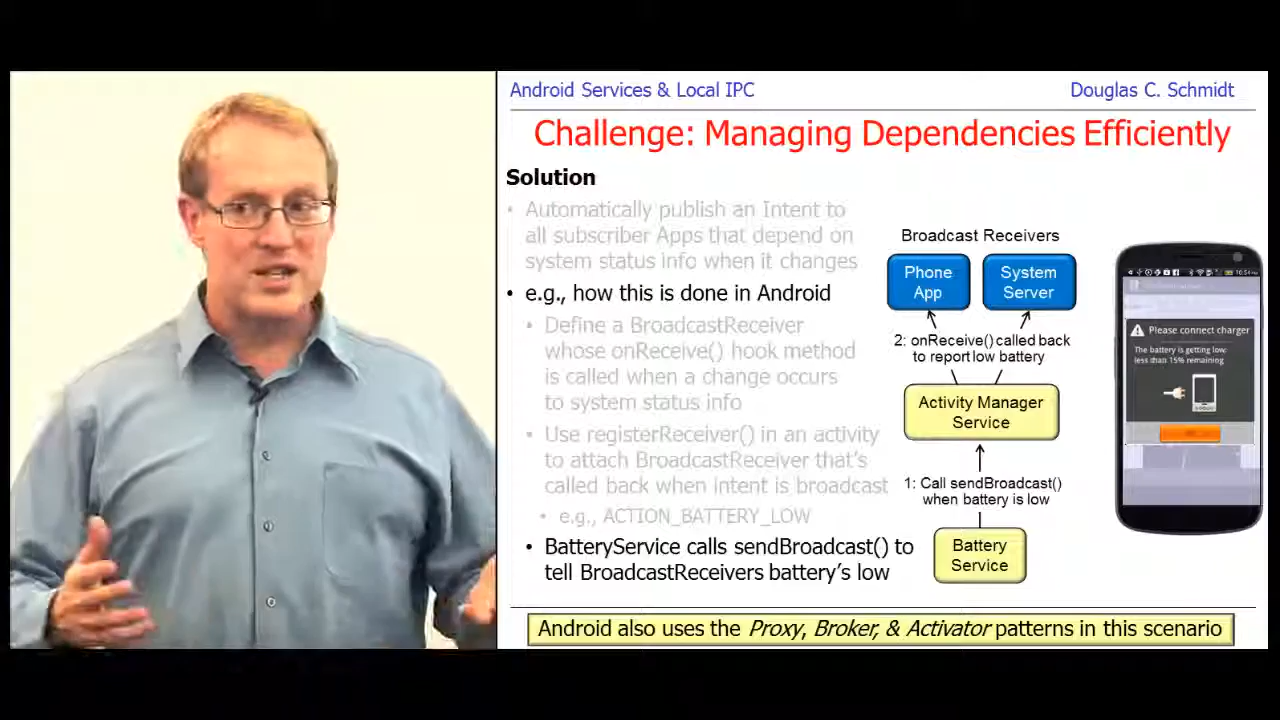 Android Services & Local IPC
Douglas C. Schmidt
Challenge: Managing Dependencies Efficiently
Solution
• Automatically publish an Intent to
all subscriber Apps that depend on
system status info when it changes
• e.g., how this is done in Android
• Define a BroadcastReceiver
whose onReceive() hook method
is called when a change occurs
to system status info
• Use registerReceiver() in an activity
to attach BroadcastReceiver that's
called back when intent is broadcast
• e.g., ACTION_BATTERY_LOW
• BatteryService calls sendBroadcast() to
tell BroadcastReceivers battery's low
Broadcast Receivers
Phone
App
System
Server
2: onReceive() called back
to report low battery
Activity Manager
Service
1: Call sendBroadcast()
when battery is low
Battery
Service
Please connect charger
The battery is getting low:
less than 15% remaining
Android also uses the Proxy, Broker, & Activator patterns in this scenario